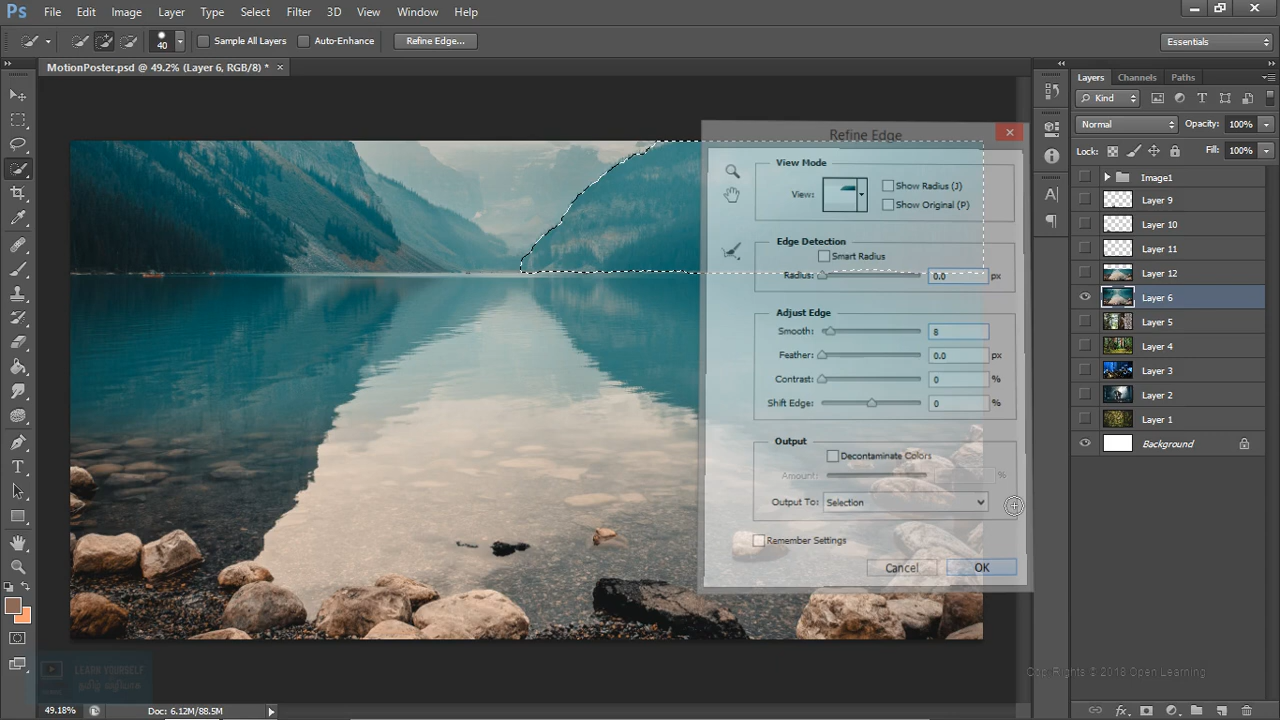 Ps File Edit Image Layer Type Select Filter 3D View Window Help
40 Sample All Layers Auto-Enhance Refine Edge... Essentials
MotionPoster.psd @ 49.2% (Layer 6, RGB/8) * ×
Layers Channels Paths
Kind
Normal Opacity: 100%
Lock: Fill: 100%
Image1
Layer 9
Layer 10
Layer 11
Layer 12
Layer 6
Layer 5
Layer 4
Layer 3
Layer 2
Layer 1
Background
Refine Edge
View Mode
View: Show Radius (J)
Show Original (P)
Edge Detection
Smart Radius
Radius: 0.0 px
Adjust Edge
Smooth: 8
Feather: 0.0 px
Contrast: 0 %
Shift Edge: 0 %
Output
Decontaminate Colors
Amount: %
Output To: Selection
Remember Settings
Cancel OK
LEARN YOURSELF
தமிழ் வழியாக
Copy Rights © 2018 Open Learning
49.18% Doc: 6.12M/88.5M